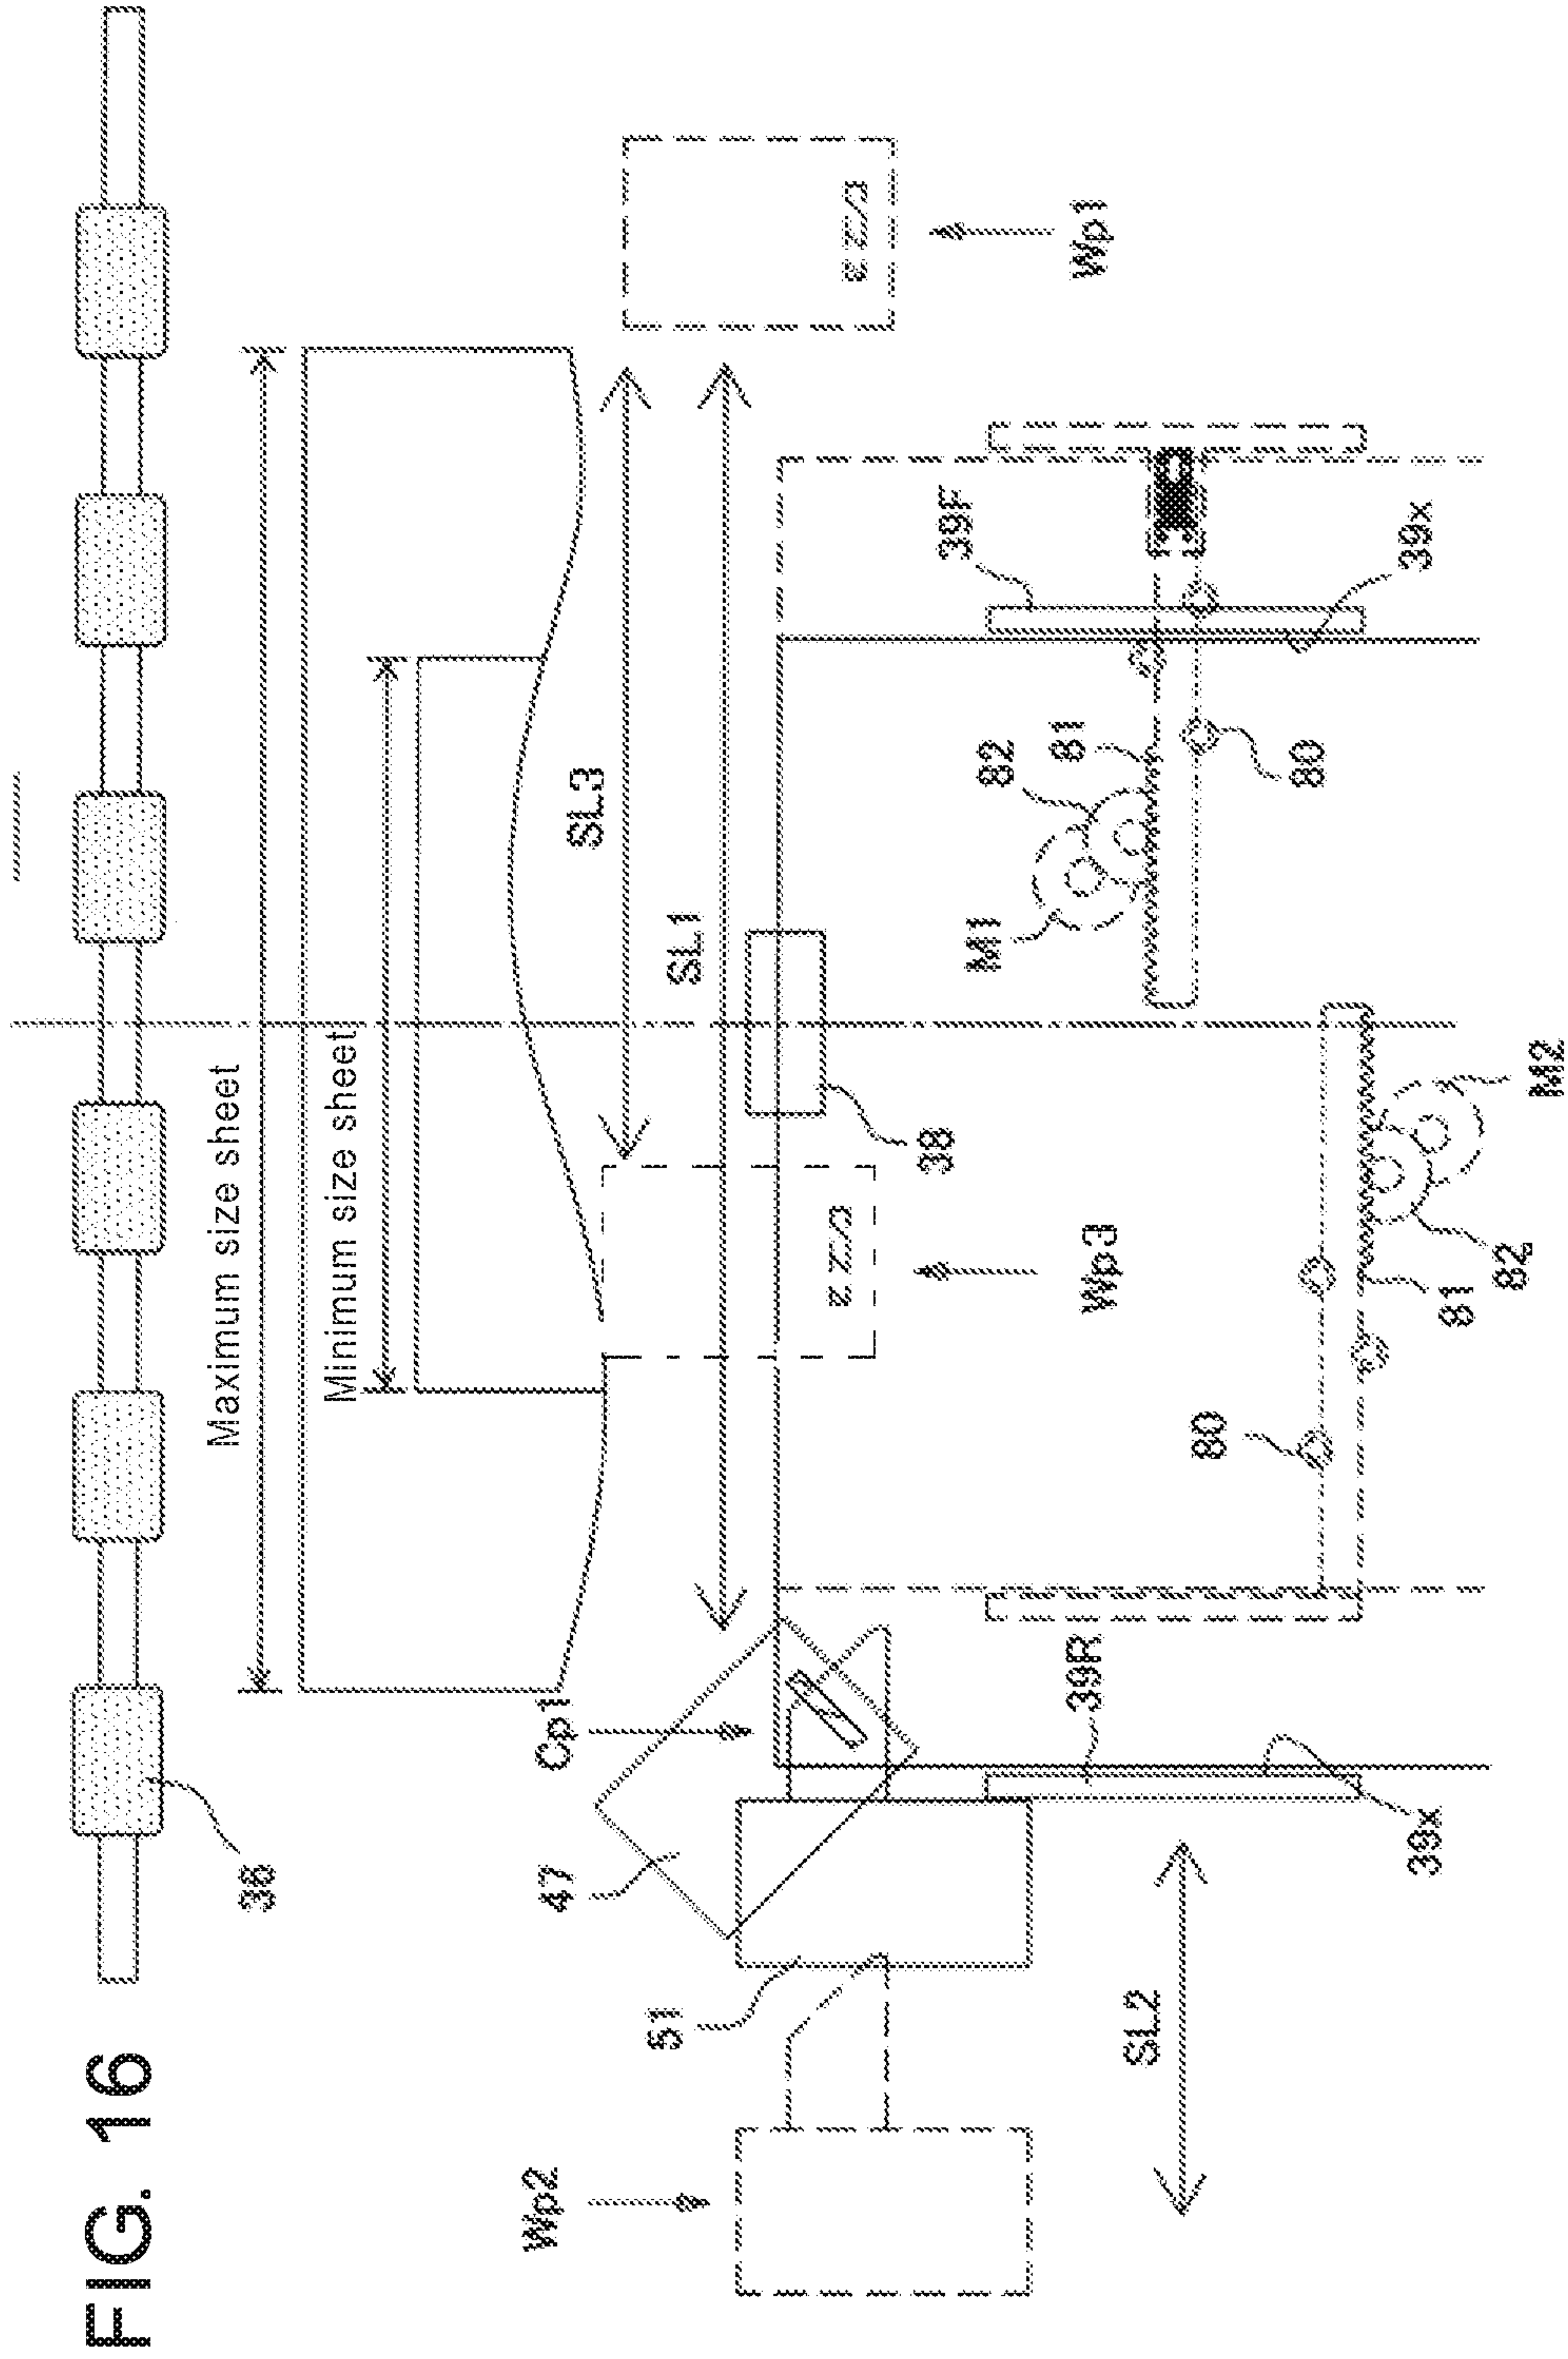 FIG. 16
36
Maximum size sheet
Minimum size sheet
SL3
SL1
Wp1
Cp1
47
51
Wp2
SL2
38
Wp3
39R
39x
39F
39x
M1
82
81
80
80
81
82
M2